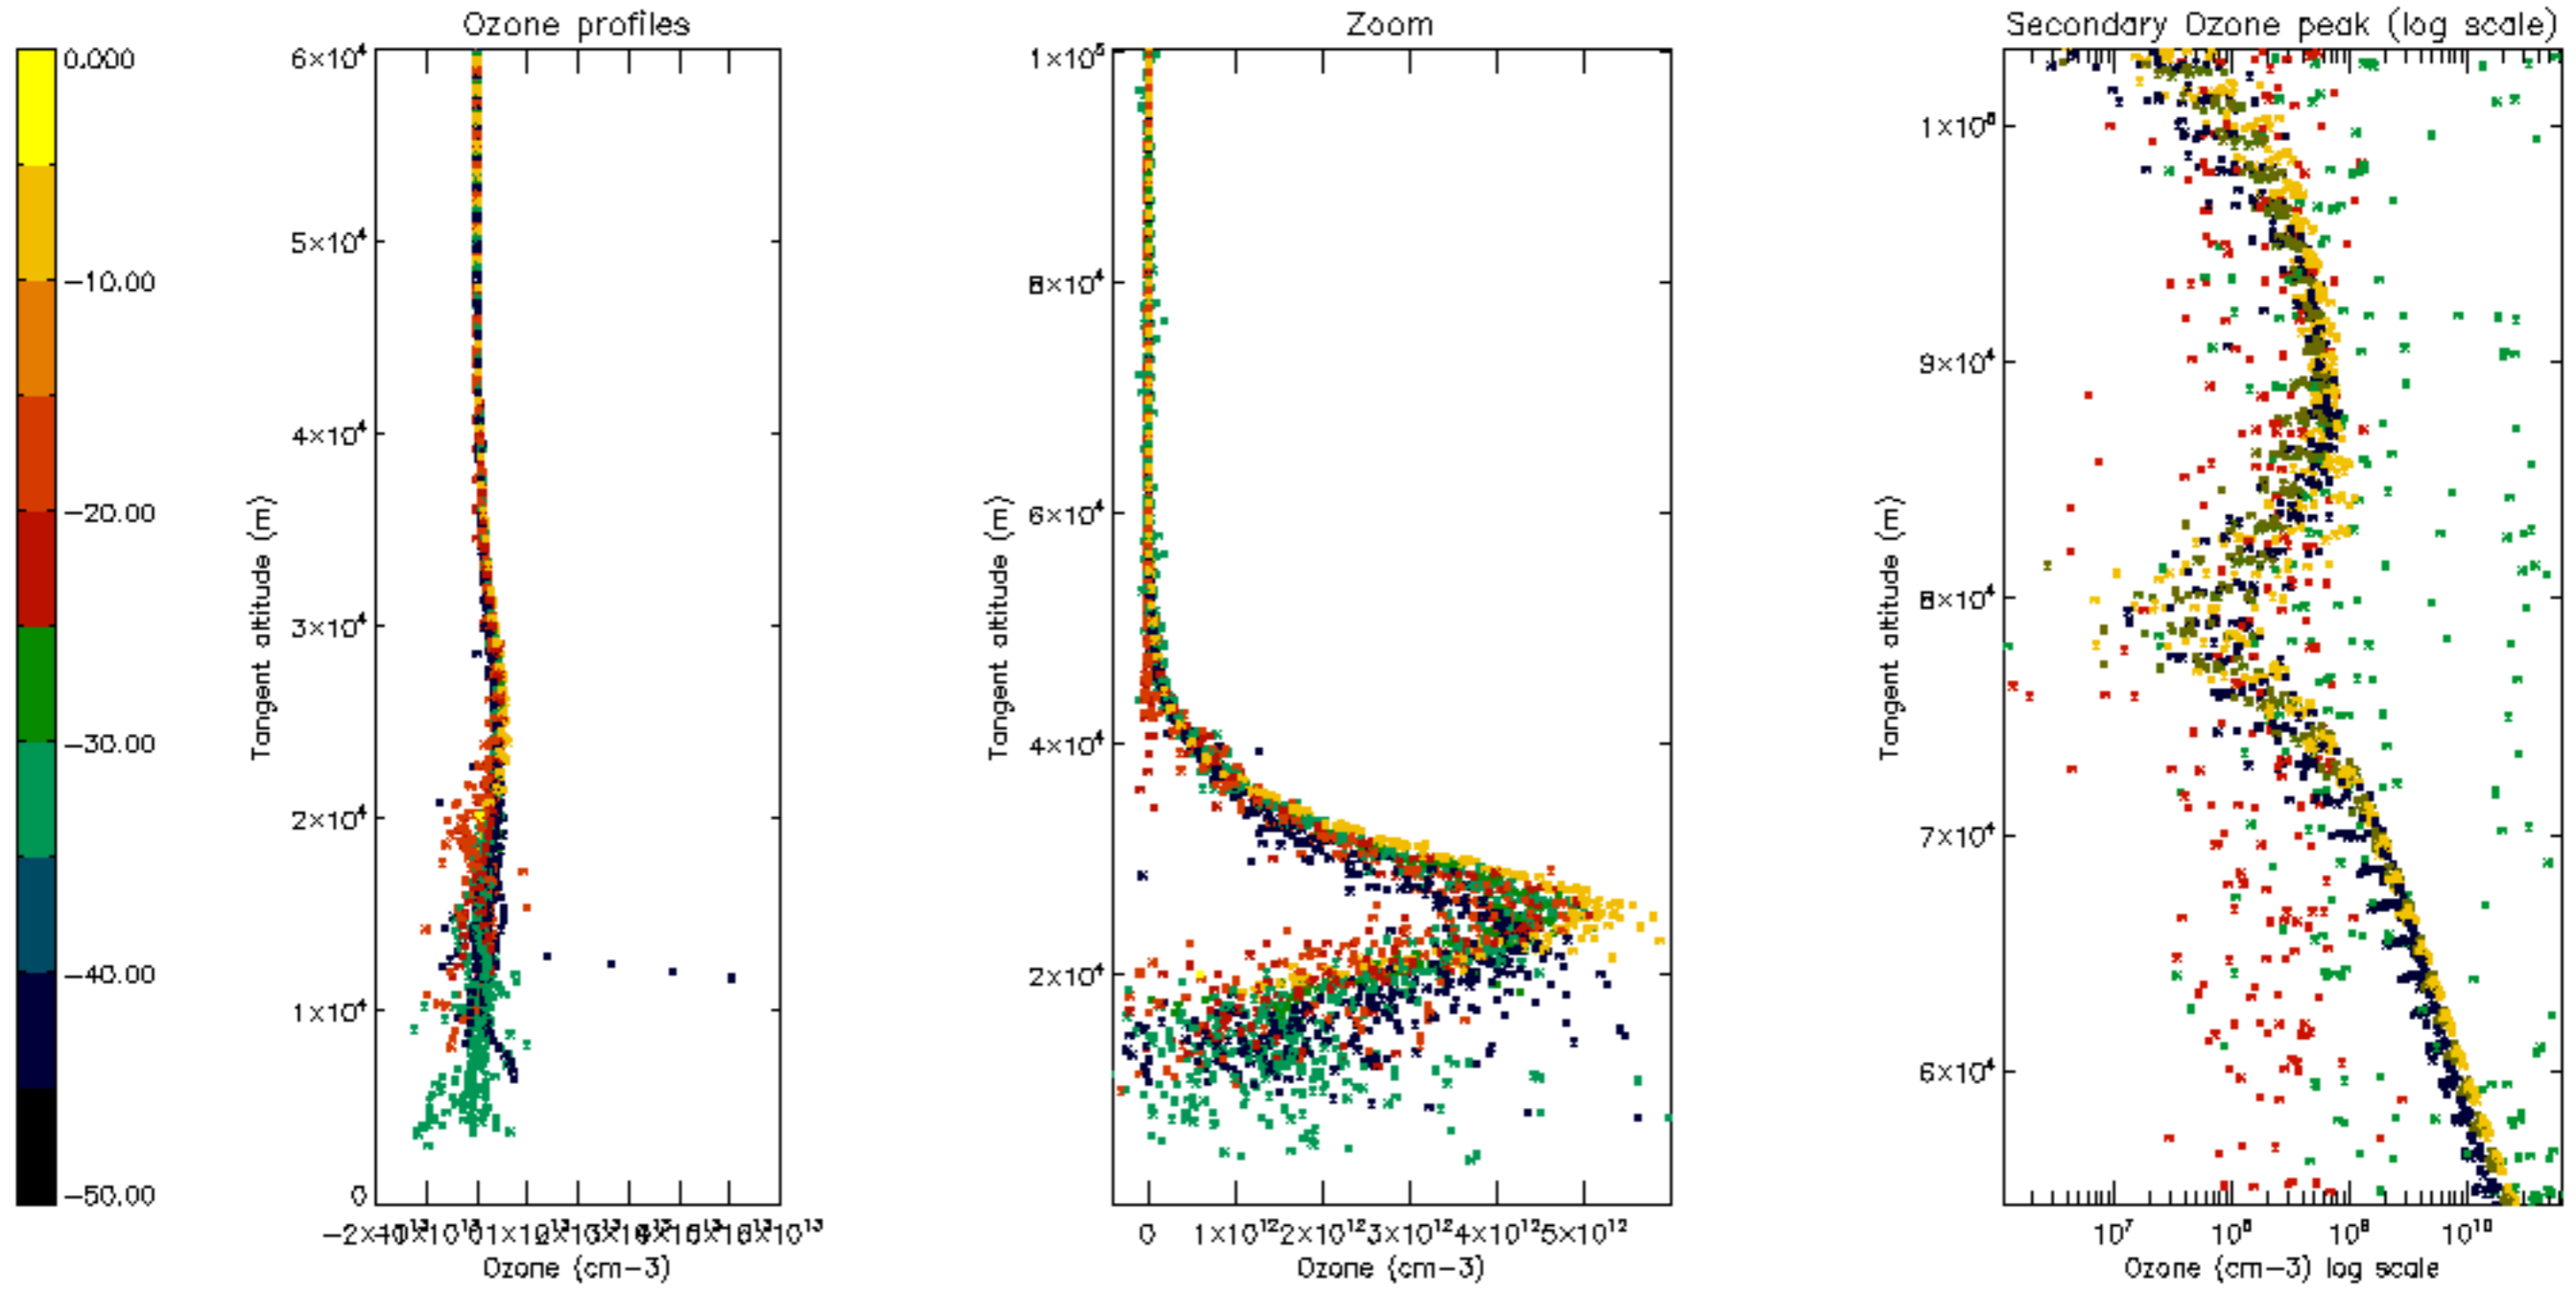 Ozone profiles
Zoom
Secondary Ozone peak (log scale)
0.000
−10.00
−20.00
−30.00
−40.00
−50.00
6×10⁴
5×10⁴
4×10⁴
3×10⁴
2×10⁴
1×10⁴
0
Tangent altitude (m)
Ozone (cm−3)
1×10⁵
8×10⁴
6×10⁴
4×10⁴
2×10⁴
Tangent altitude (m)
0 1×10¹² 2×10¹² 3×10¹² 4×10¹² 5×10¹²
Ozone (cm−3)
9×10⁴
8×10⁴
7×10⁴
6×10⁴
Tangent altitude (m)
10⁷ 10⁸ 10⁹ 10¹⁰
Ozone (cm−3) log scale